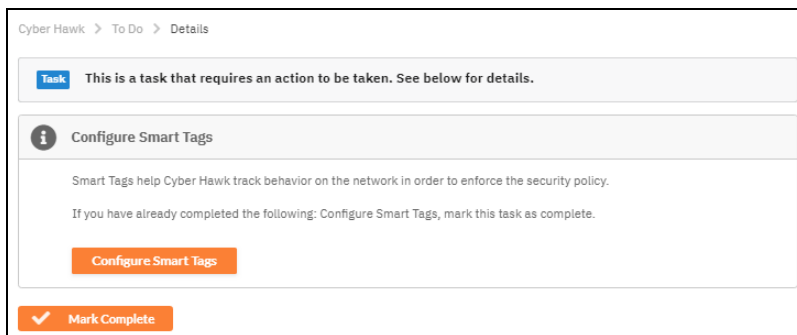 Cyber Hawk > To Do > Details
Task This is a task that requires an action to be taken. See below for details.
Configure Smart Tags
Smart Tags help Cyber Hawk track behavior on the network in order to enforce the security policy.
If you have already completed the following: Configure Smart Tags, mark this task as complete.
Configure Smart Tags
Mark Complete